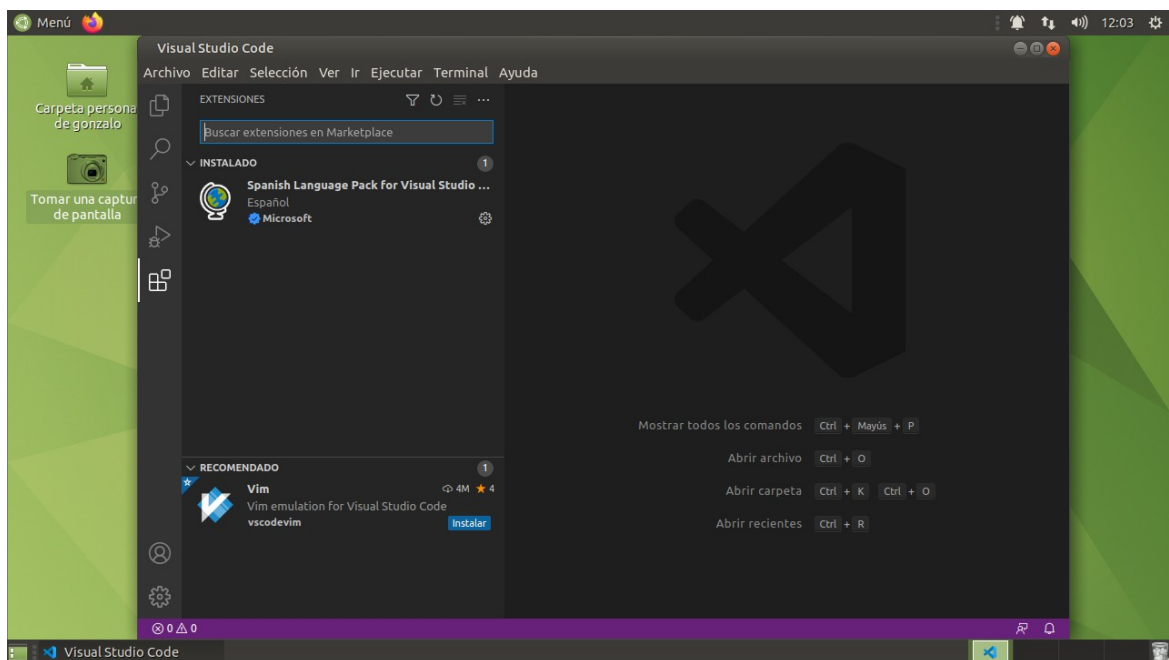 Menú
12:03
Visual Studio Code
Archivo Editar Selección Ver Ir Ejecutar Terminal Ayuda
Carpeta persona
de gonzalo
Tomar una captur
de pantalla
EXTENSIONES
Buscar extensiones en Marketplace
INSTALADO 1
Spanish Language Pack for Visual Studio ...
Español
Microsoft
RECOMENDADO 1
Vim 4M ★ 4
Vim emulation for Visual Studio Code
vscodevim Instalar
Mostrar todos los comandos Ctrl + Mayús + P
Abrir archivo Ctrl + O
Abrir carpeta Ctrl + K Ctrl + O
Abrir recientes Ctrl + R
0 0
Visual Studio Code